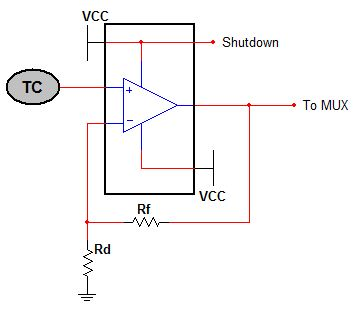 VCC
Shutdown
TC
+
To MUX
−
VCC
Rf
Rd